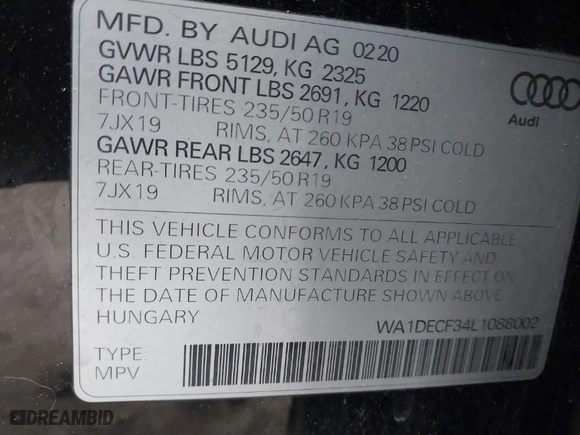 MFD. BY AUDI AG 0220
GVWR LBS 5129, KG 2325
GAWR FRONT LBS 2691, KG 1220
FRONT-TIRES 235/50 R19
7JX19 RIMS, AT 260 KPA 38 PSI COLD
GAWR REAR LBS 2647, KG 1200
REAR-TIRES 235/50 R19
7JX19 RIMS, AT 260 KPA 38 PSI COLD
Audi
THIS VEHICLE CONFORMS TO ALL APPLICABLE
U.S. FEDERAL MOTOR VEHICLE SAFETY AND
THEFT PREVENTION STANDARDS IN EFFECT ON
THE DATE OF MANUFACTURE SHOWN ABOVE
HUNGARY
WA1DECF34L1088002
TYPE:
MPV
DREAMBID